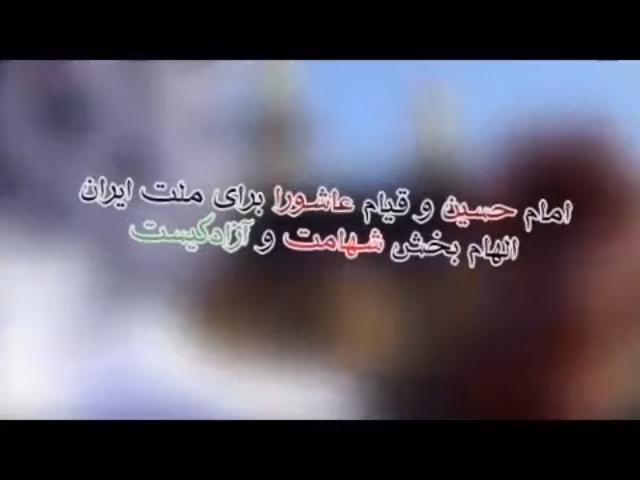 امام حسین و قیام عاشورا برای ملت ایران
الهام بخش شهامت و آزادگیست